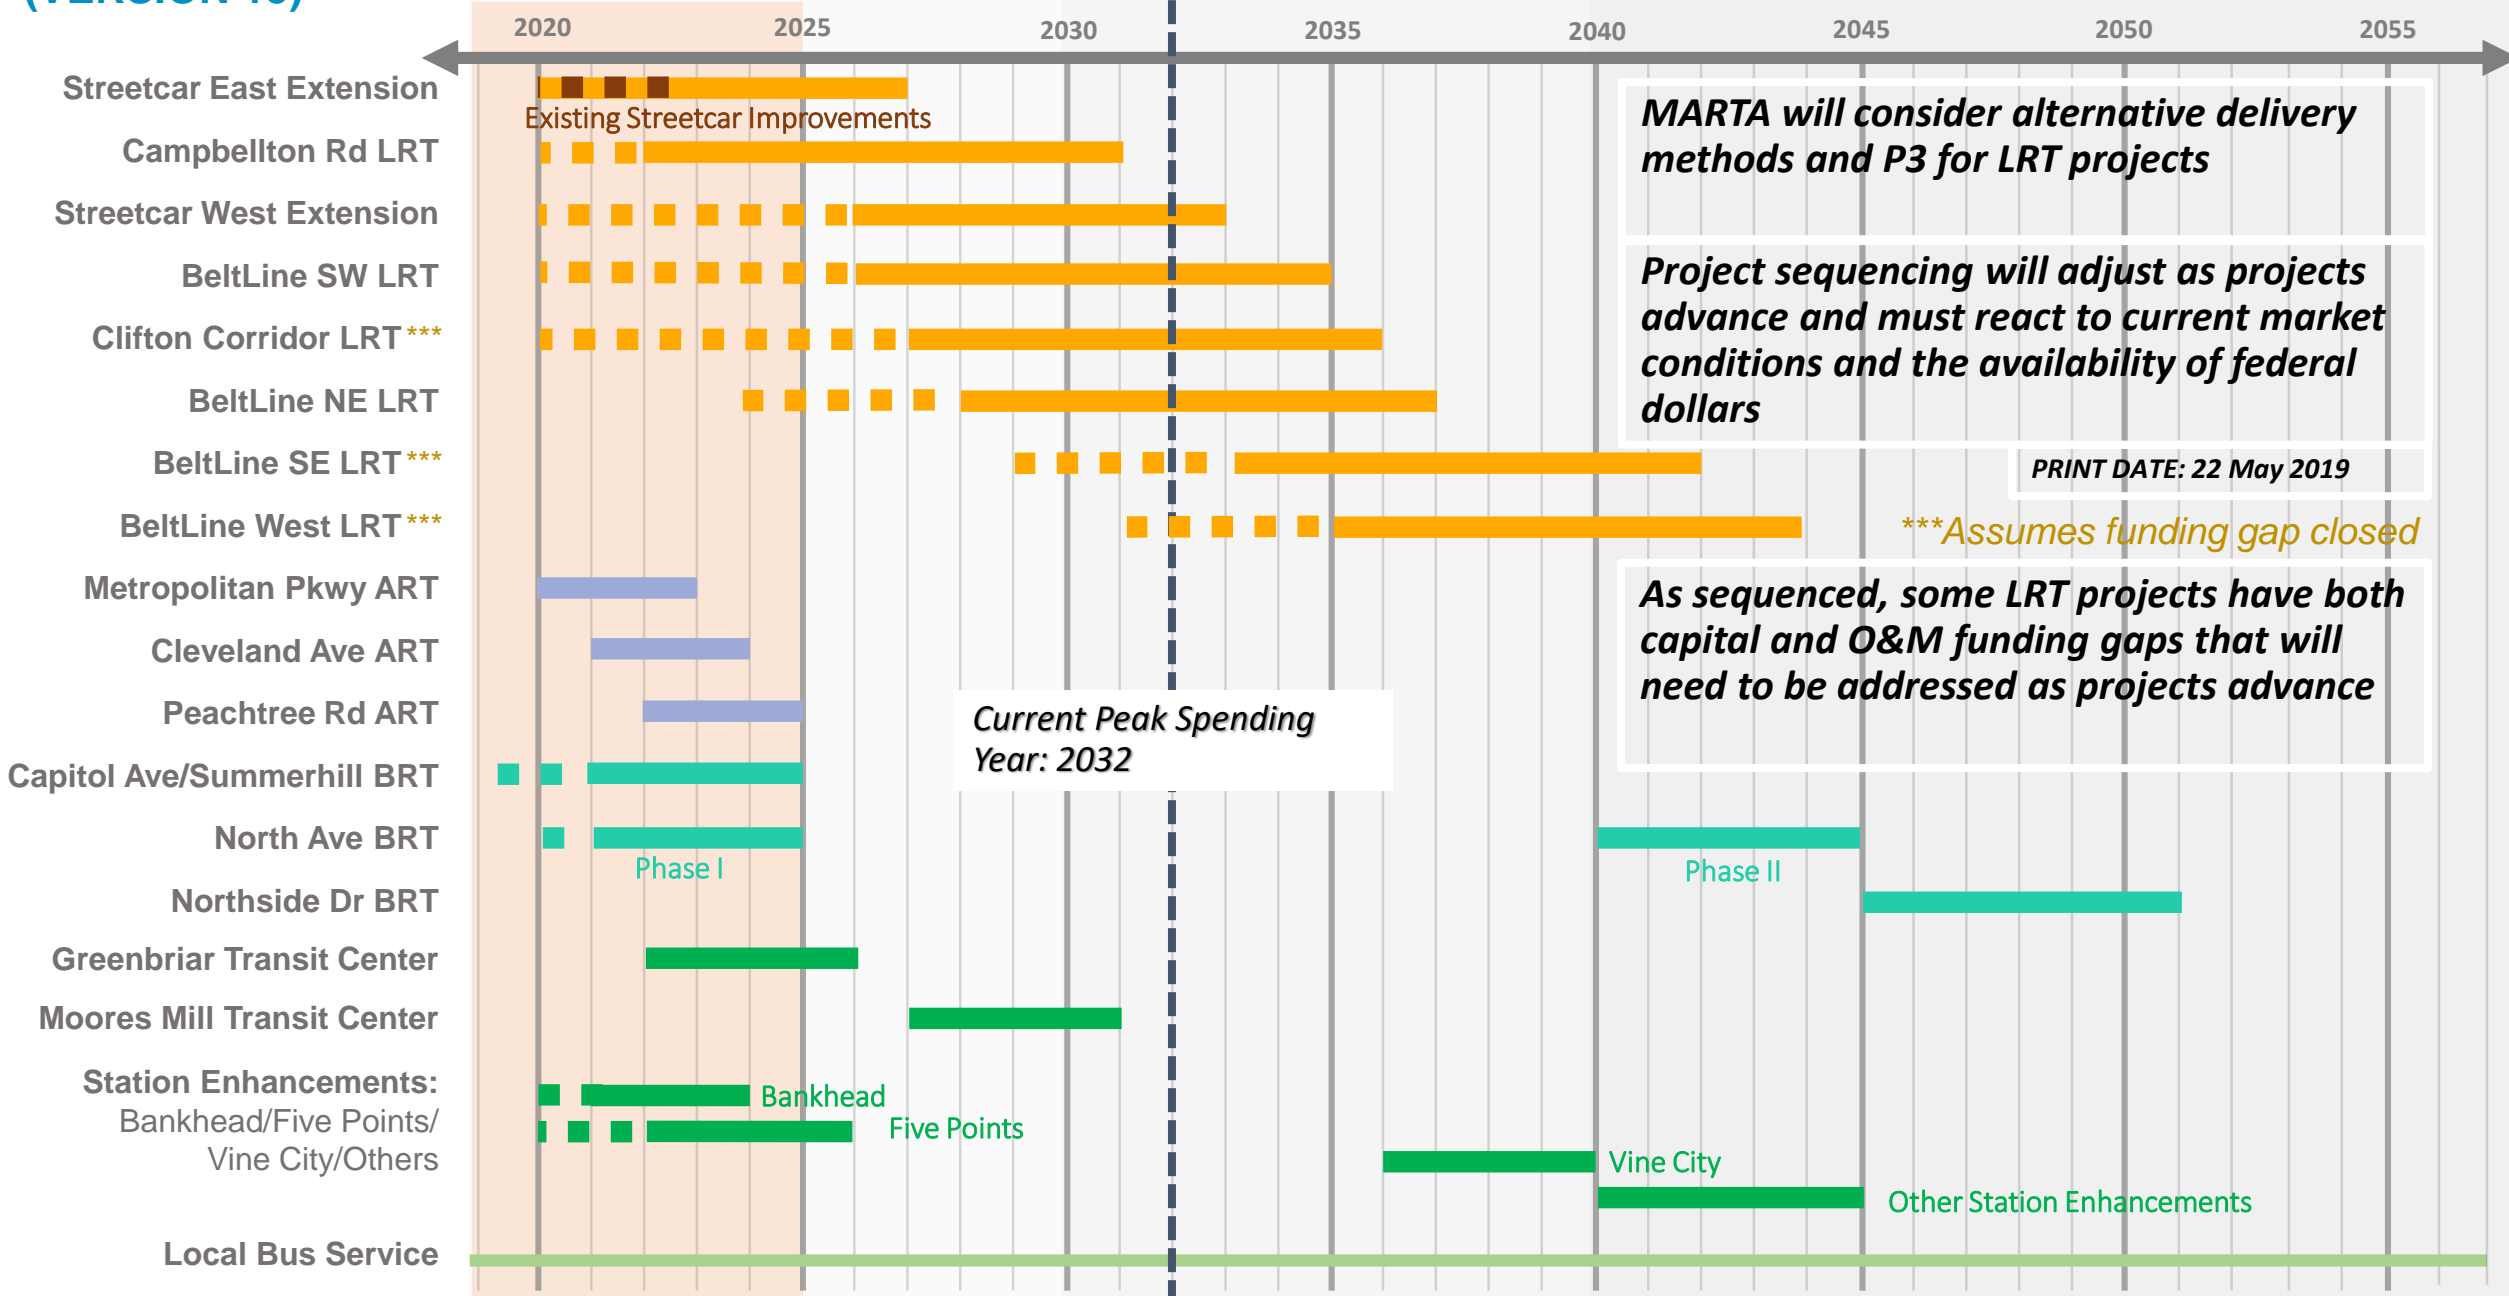 2020 2025 2030 2035 2040 2045 2050 2055
Streetcar East Extension
Existing Streetcar Improvements
Campbellton Rd LRT
Streetcar West Extension
BeltLine SW LRT
Clifton Corridor LRT ***
BeltLine NE LRT
BeltLine SE LRT ***
BeltLine West LRT ***
Metropolitan Pkwy ART
Cleveland Ave ART
Peachtree Rd ART
Capitol Ave/Summerhill BRT
North Ave BRT
Phase I
Phase II
Northside Dr BRT
Greenbriar Transit Center
Moores Mill Transit Center
Station Enhancements:
Bankhead/Five Points/
Vine City/Others
Bankhead
Five Points
Vine City
Other Station Enhancements
Local Bus Service
MARTA will consider alternative delivery
methods and P3 for LRT projects
Project sequencing will adjust as projects
advance and must react to current market
conditions and the availability of federal
dollars
PRINT DATE: 22 May 2019
***Assumes funding gap closed
As sequenced, some LRT projects have both
capital and O&M funding gaps that will
need to be addressed as projects advance
Current Peak Spending
Year: 2032